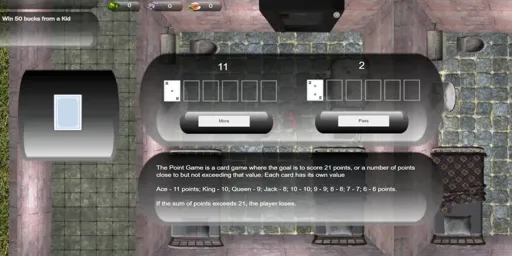 0 0 0
Win 50 bucks from a Kid
11 2
More Pass
The Point Game is a card game where the goal is to score 21 points, or a number of points
close to but not exceeding that value. Each card has its own value
Ace - 11 points; King - 10; Queen - 9; Jack - 8; 10 - 10; 9 - 9; 8 - 8; 7 - 7; 6 - 6 points.
If the sum of points exceeds 21, the player loses.